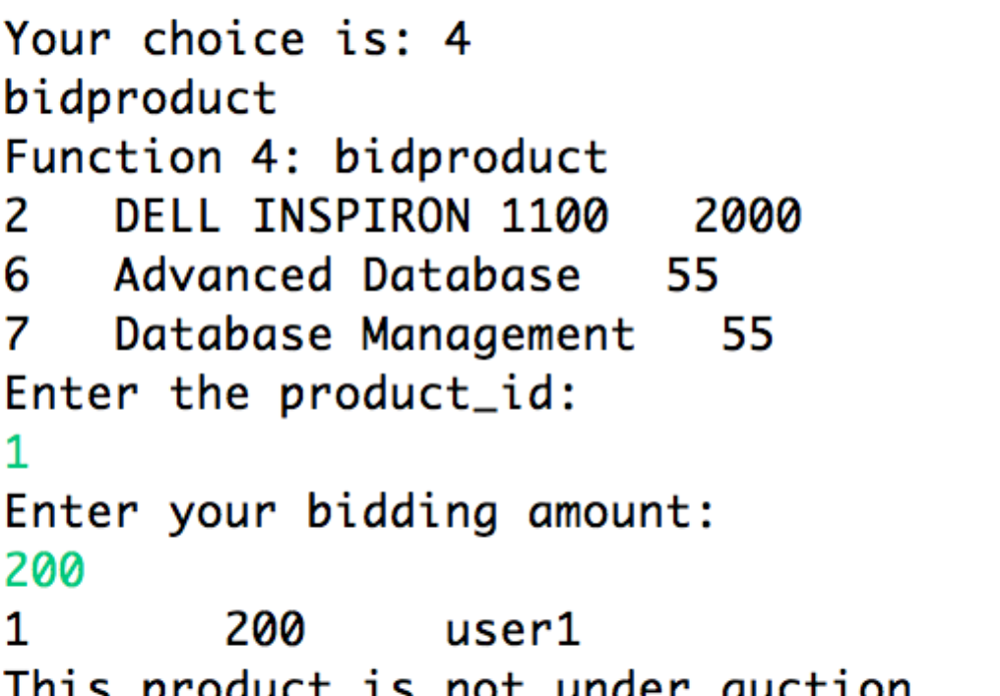 Your choice is: 4
bidproduct
Function 4: bidproduct
2   DELL INSPIRON 1100   2000
6   Advanced Database   55
7   Database Management   55
Enter the product_id:
1
Enter your bidding amount:
200
1       200     user1
This product is not under auction